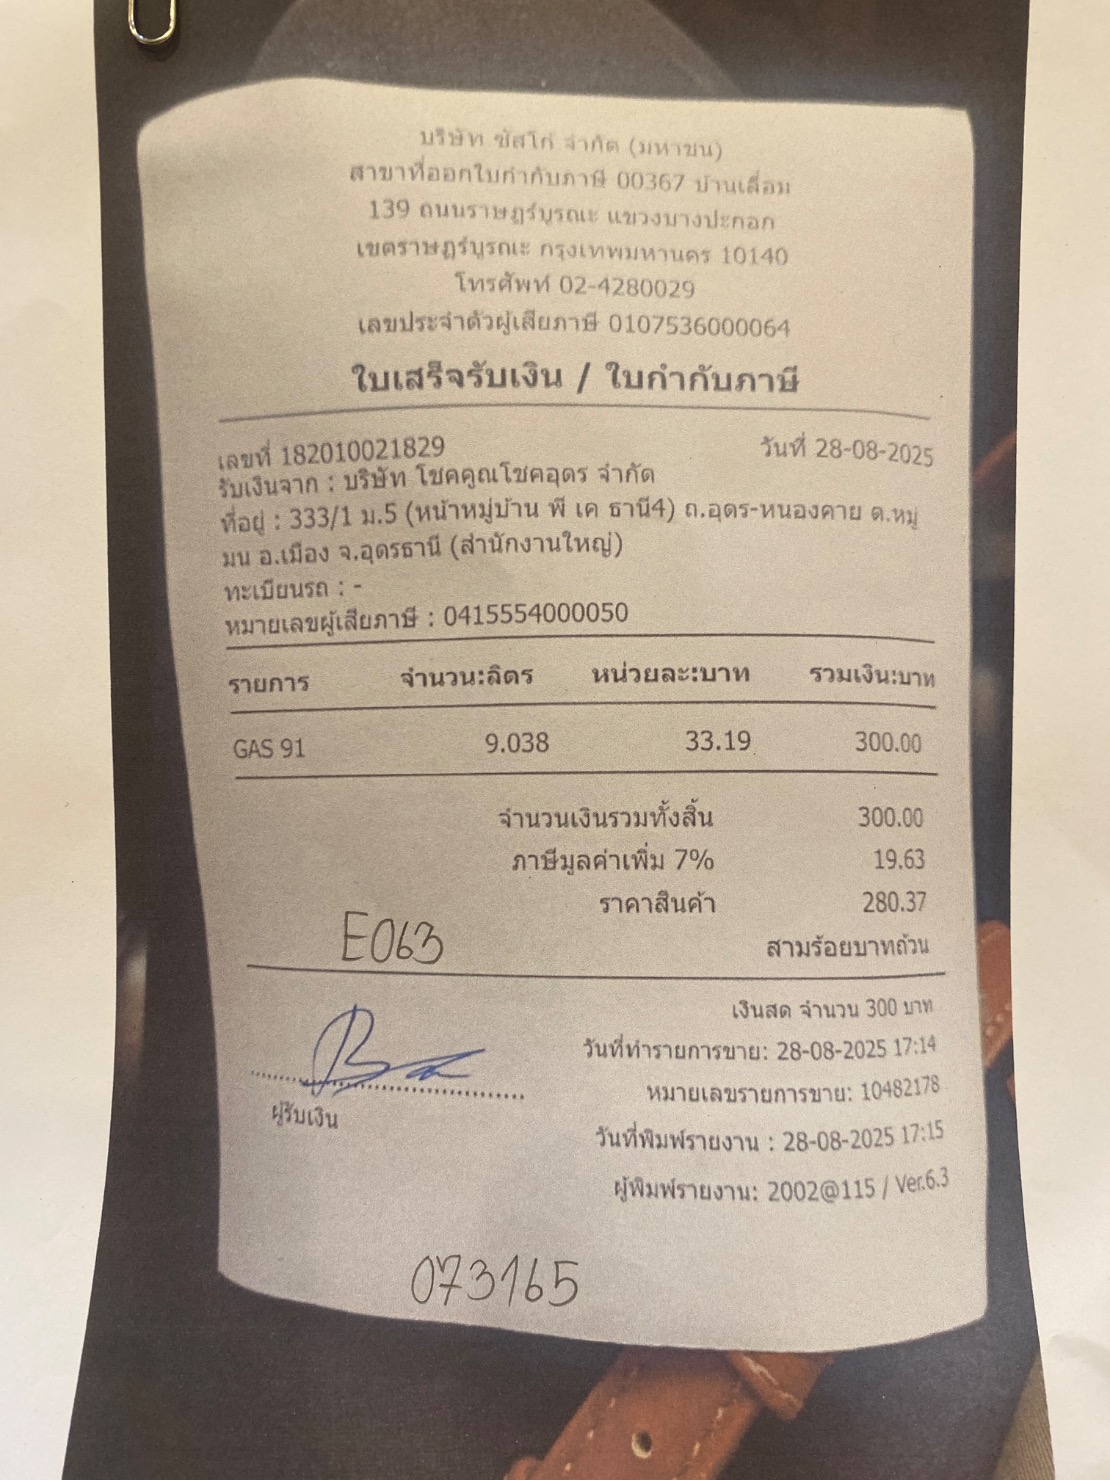 บริษัท ซัสโก้ จำกัด (มหาชน)
สาขาที่ออกใบกำกับภาษี 00367 บ้านเลื่อม
139 ถนนราษฎร์บูรณะ แขวงบางปะกอก
เขตราษฎร์บูรณะ กรุงเทพมหานคร 10140
โทรศัพท์ 02-4280029
เลขประจำตัวผู้เสียภาษี 0107536000064
ใบเสร็จรับเงิน / ใบกำกับภาษี
เลขที่ 182010021829 วันที่ 28-08-2025
รับเงินจาก : บริษัท โชคคูณโชคอุดร จำกัด
ที่อยู่ : 333/1 ม.5 (หน้าหมู่บ้าน พี เค ธานี4) ถ.อุดร-หนองคาย ต.หมู
มน อ.เมือง จ.อุดรธานี (สำนักงานใหญ่)
ทะเบียนรถ : -
หมายเลขผู้เสียภาษี : 0415554000050
รายการ จำนวน:ลิตร หน่วยละ:บาท รวมเงิน:บาท
GAS 91 9.038 33.19 300.00
จำนวนเงินรวมทั้งสิ้น 300.00
ภาษีมูลค่าเพิ่ม 7% 19.63
ราคาสินค้า 280.37
E063
สามร้อยบาทถ้วน
เงินสด จำนวน 300 บาท
วันที่ทำรายการขาย: 28-08-2025 17:14
หมายเลขรายการขาย: 10482178
ผู้รับเงิน
วันที่พิมพ์รายงาน : 28-08-2025 17:15
ผู้พิมพ์รายงาน: 2002@115 / Ver.6.3
073165